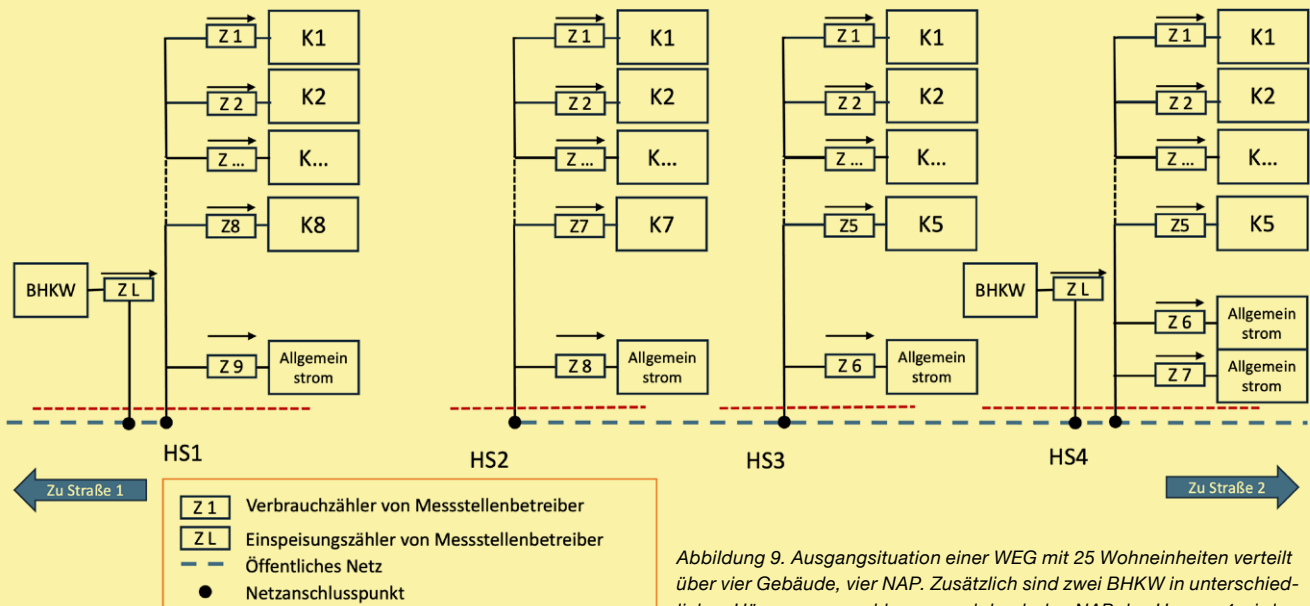 Z 1
K1
Z 2
K2
Z ...
K...
Z8
K8
BHKW
Z L
Z 9
Allgemein
strom
HS1
Z 1
K1
Z 2
K2
Z ...
K...
Z7
K7
Z 8
Allgemein
strom
HS2
Z 1
K1
Z 2
K2
Z ...
K...
Z5
K5
Z 6
Allgemein
strom
HS3
Z 1
K1
Z 2
K2
Z ...
K...
Z5
K5
BHKW
Z L
Z 6
Allgemein
strom
Z 7
Allgemein
strom
HS4
Zu Straße 1
Zu Straße 2
Z 1 Verbrauchzähler von Messstellenbetreiber
Z L Einspeisungszähler von Messstellenbetreiber
Öffentliches Netz
Netzanschlusspunkt
Abbildung 9. Ausgangsituation einer WEG mit 25 Wohneinheiten verteilt
über vier Gebäude, vier NAP. Zusätzlich sind zwei BHKW in unterschied-